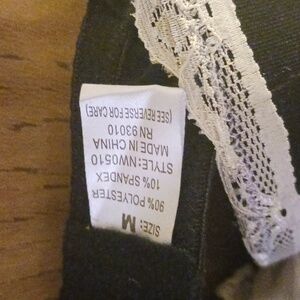 SIZE: M
90% POLYESTER
10% SPANDEX
STYLE: NW0510
MADE IN CHINA
RN 93010
(SEE REVERSE FOR CARE)